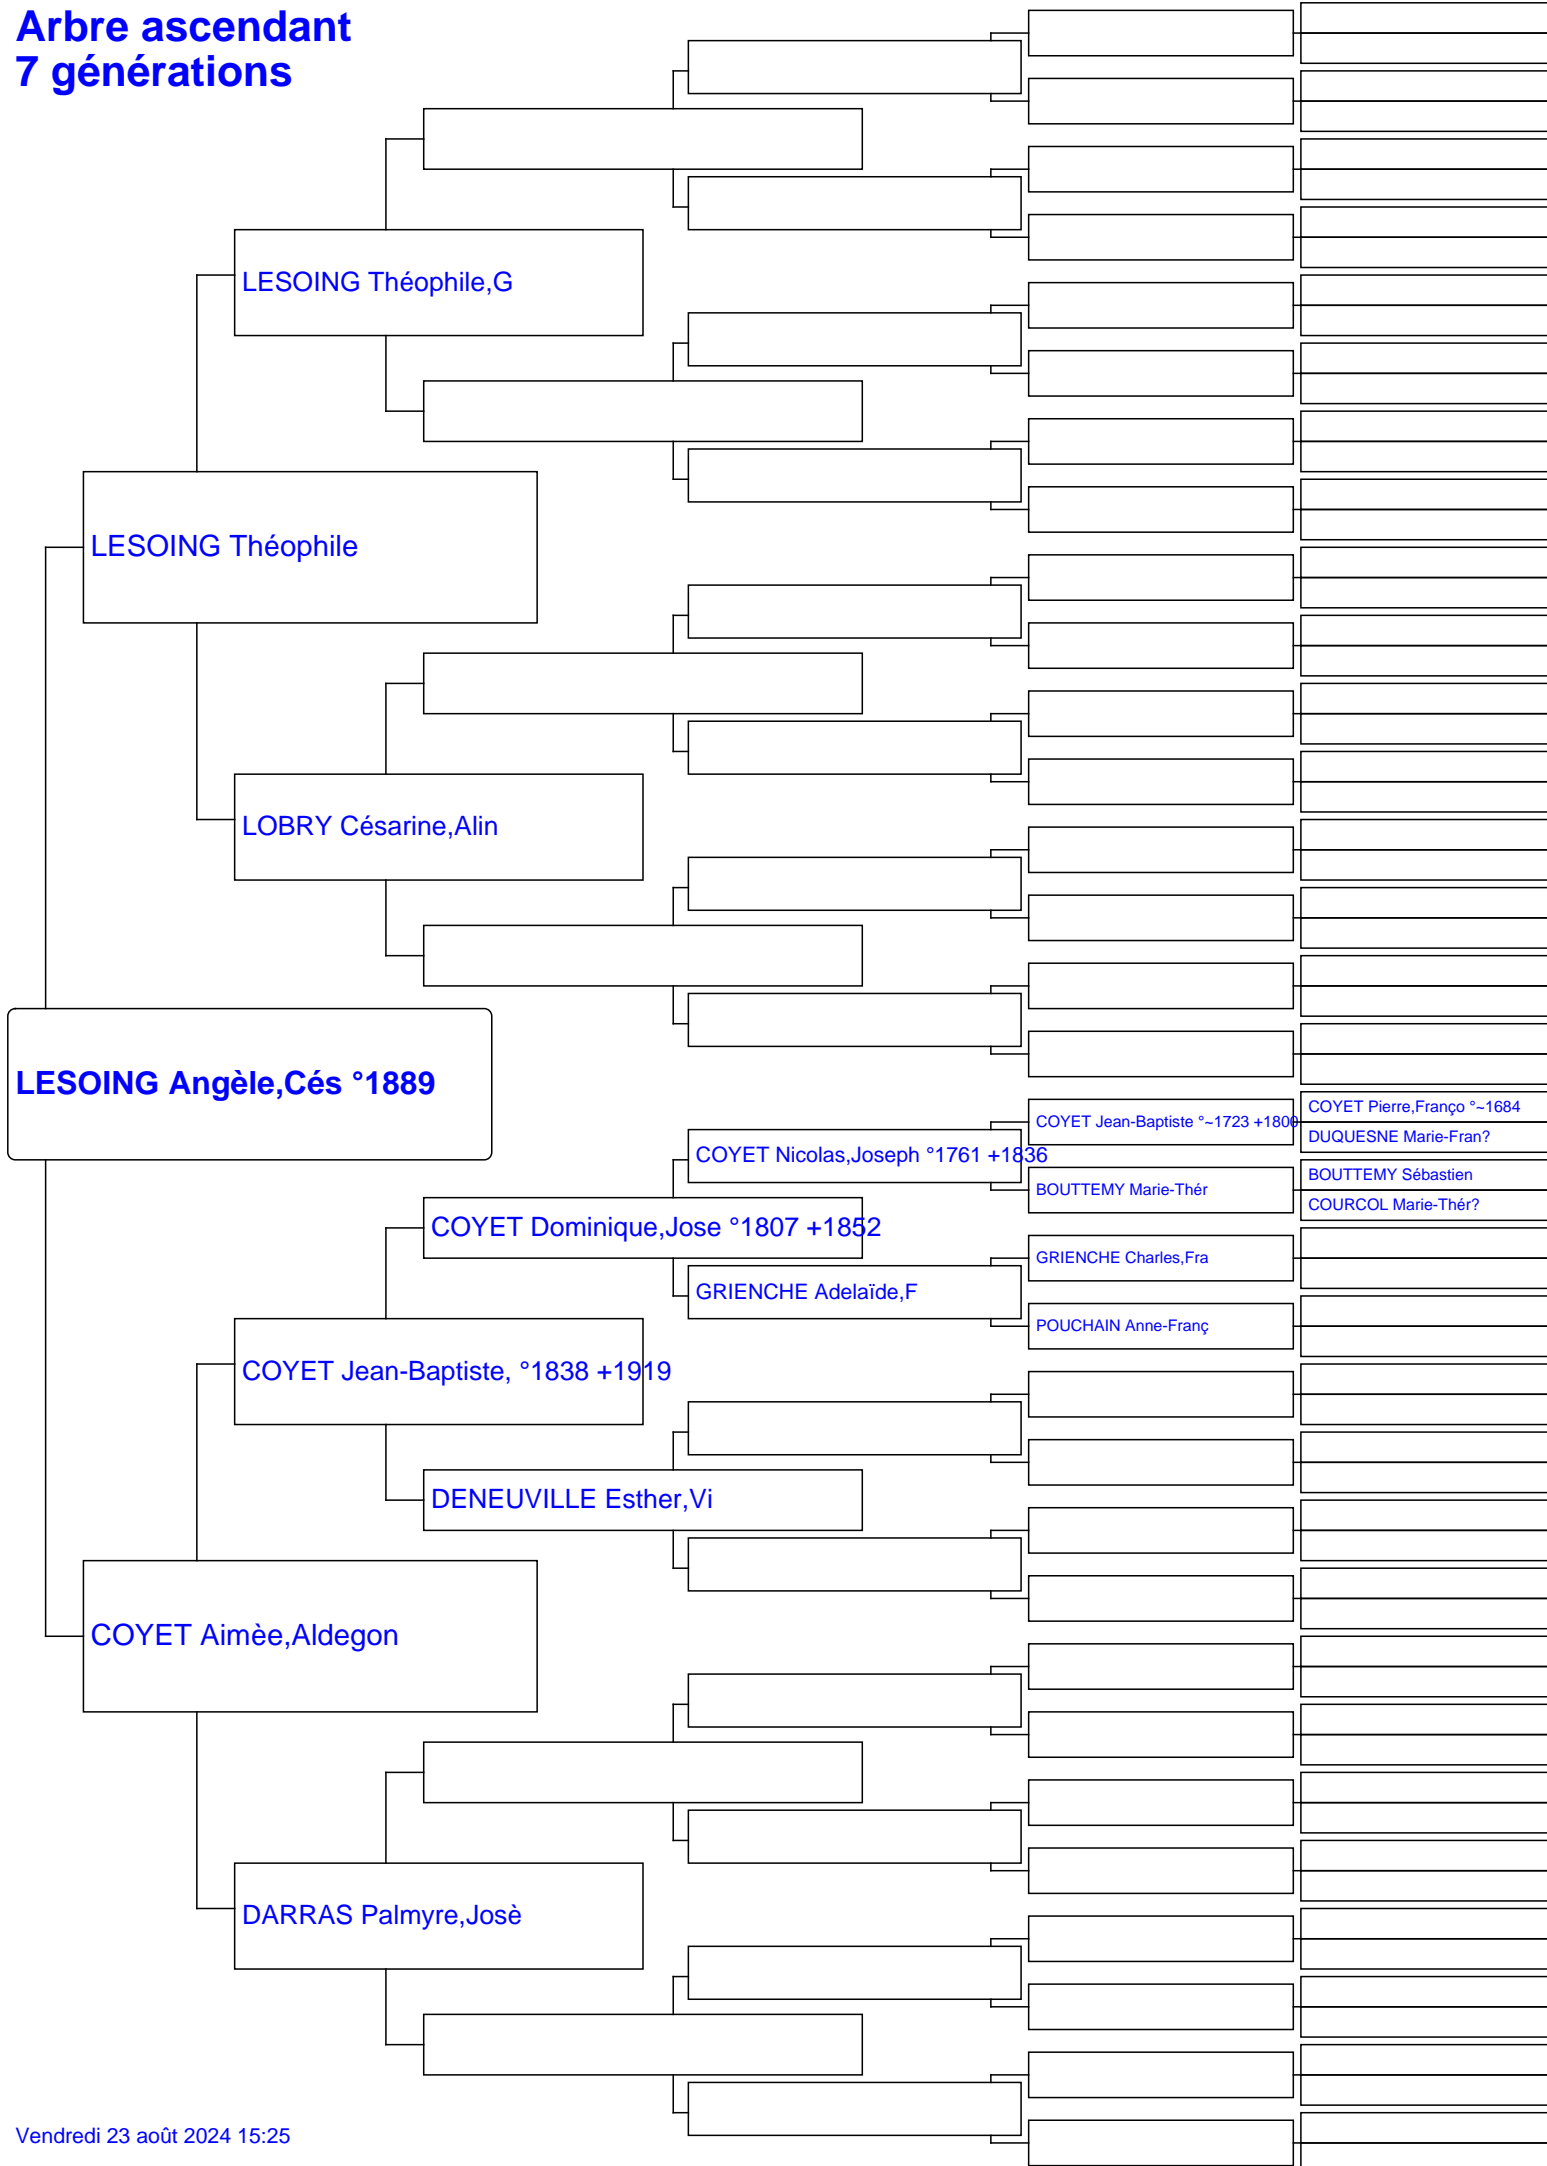 Arbre ascendant
7 générations
LESOING Théophile,G
LESOING Théophile
LOBRY Césarine,Alin
LESOING Angèle,Cés °1889
COYET Pierre,Franço °~1684
COYET Jean-Baptiste °~1723 +1800
DUQUESNE Marie-Fran?
COYET Nicolas,Joseph °1761 +1836
BOUTTEMY Sébastien
BOUTTEMY Marie-Thér
COURCOL Marie-Thér?
COYET Dominique,Jose °1807 +1852
GRIENCHE Charles,Fra
GRIENCHE Adelaïde,F
POUCHAIN Anne-Franç
COYET Jean-Baptiste, °1838 +1919
DENEUVILLE Esther,Vi
COYET Aimèe,Aldegon
DARRAS Palmyre,Josè
Vendredi 23 août 2024 15:25